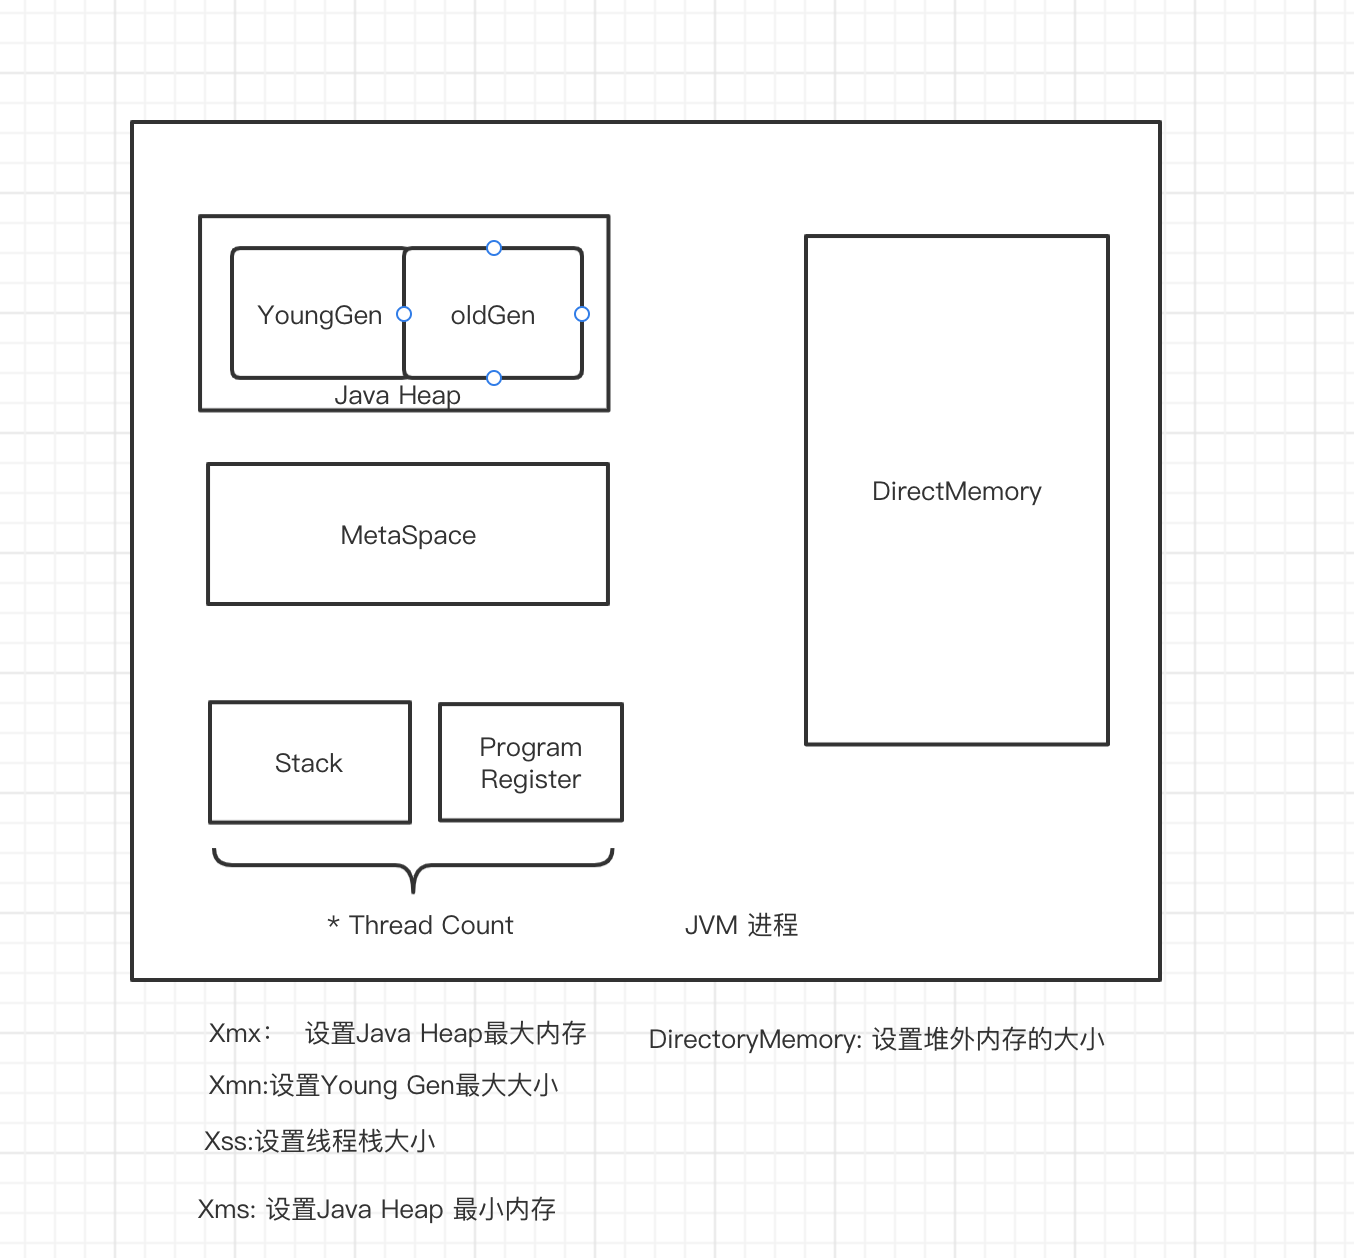 YoungGen
oldGen
Java Heap
DirectMemory
MetaSpace
Stack
Program
Register
* Thread Count
JVM 进程
Xmx： 设置Java Heap最大内存
DirectoryMemory: 设置堆外内存的大小
Xmn:设置Young Gen最大大小
Xss:设置线程栈大小
Xms: 设置Java Heap 最小内存